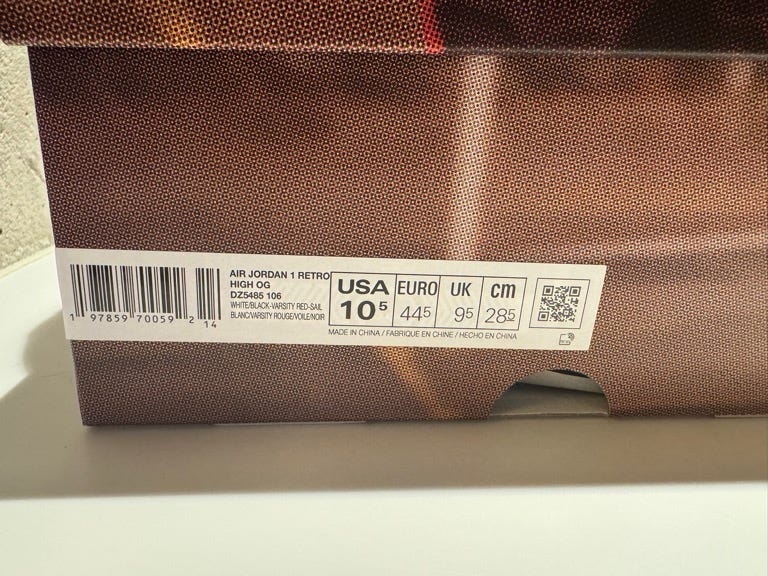 AIR JORDAN 1 RETRO
HIGH OG
DZ5485 106
WHITE/BLACK-VARSITY RED-SAIL
BLANC/VARSITY ROUGE/VOILE/NOIR
1 97859 70059 2 14
USA EURO UK cm
10⁵ 44⁵ 9⁵ 28⁵
MADE IN CHINA / FABRIQUE EN CHINE / HECHO EN CHINA